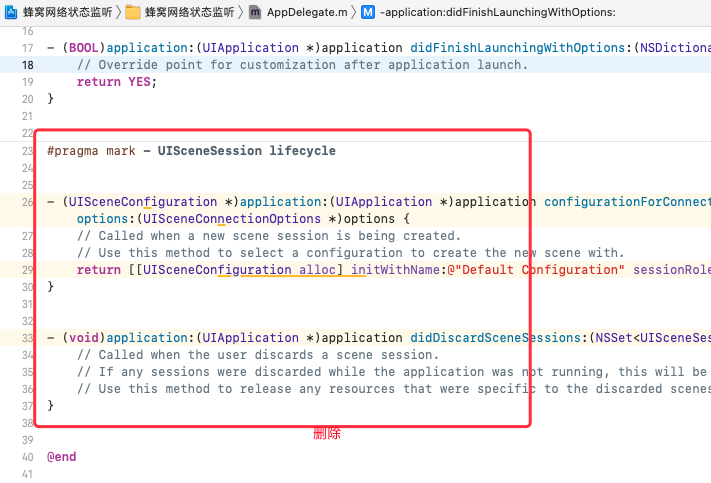 蜂窝网络状态监听 〉 蜂窝网络状态监听 〉 m AppDelegate.m 〉 M -application:didFinishLaunchingWithOptions:
16
17 - (BOOL)application:(UIApplication *)application didFinishLaunchingWithOptions:(NSDictiona
18 // Override point for customization after application launch.
19 return YES;
20 }
21
22
23 #pragma mark - UISceneSession lifecycle
24
25
26 - (UISceneConfiguration *)application:(UIApplication *)application configurationForConnec
options:(UISceneConnectionOptions *)options {
27 // Called when a new scene session is being created.
28 // Use this method to select a configuration to create the new scene with.
29 return [[UISceneConfiguration alloc] initWithName:@"Default Configuration" sessionRole
30 }
31
32
33 - (void)application:(UIApplication *)application didDiscardSceneSessions:(NSSet<UISceneSes
34 // Called when the user discards a scene session.
35 // If any sessions were discarded while the application was not running, this will be
36 // Use this method to release any resources that were specific to the discarded scenes
37 }
38
删除
39
40 @end
41